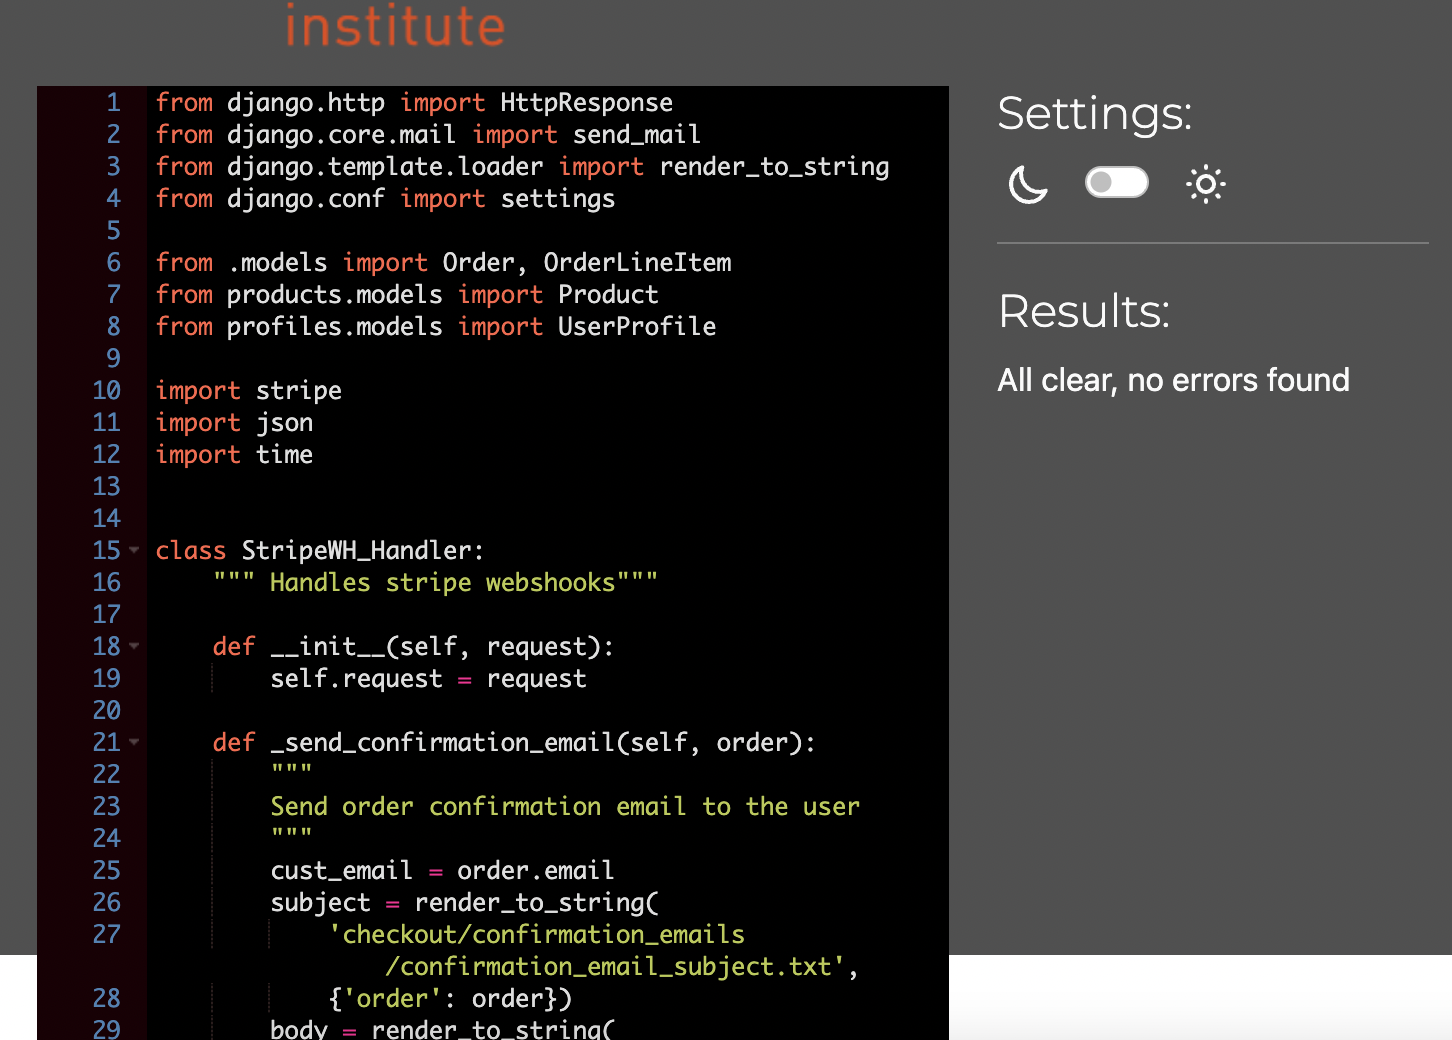 institute
1 from django.http import HttpResponse
2 from django.core.mail import send_mail
3 from django.template.loader import render_to_string
4 from django.conf import settings
5
6 from .models import Order, OrderLineItem
7 from products.models import Product
8 from profiles.models import UserProfile
9
10 import stripe
11 import json
12 import time
13
14
15 class StripeWH_Handler:
16     """ Handles stripe webshooks"""
17
18     def __init__(self, request):
19         self.request = request
20
21     def _send_confirmation_email(self, order):
22         """
23         Send order confirmation email to the user
24         """
25         cust_email = order.email
26         subject = render_to_string(
27             'checkout/confirmation_emails
/confirmation_email_subject.txt',
28             {'order': order})
29         body = render_to_string(
Settings:
Results:
All clear, no errors found